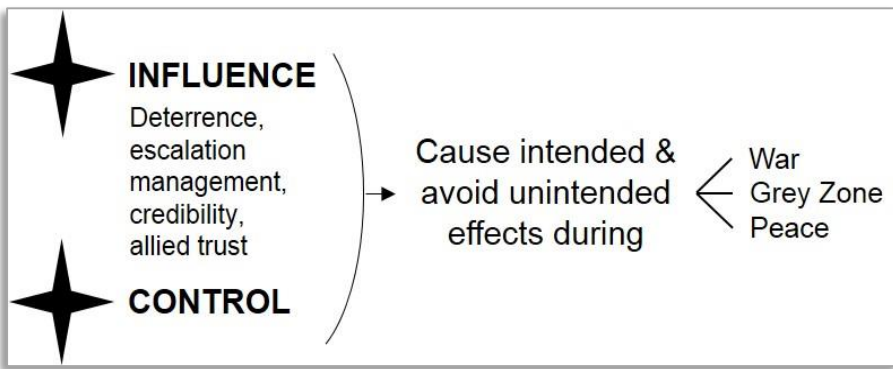 INFLUENCE
Deterrence,
escalation
management,
credibility,
allied trust
CONTROL
Cause intended &
avoid unintended
effects during
War
Grey Zone
Peace